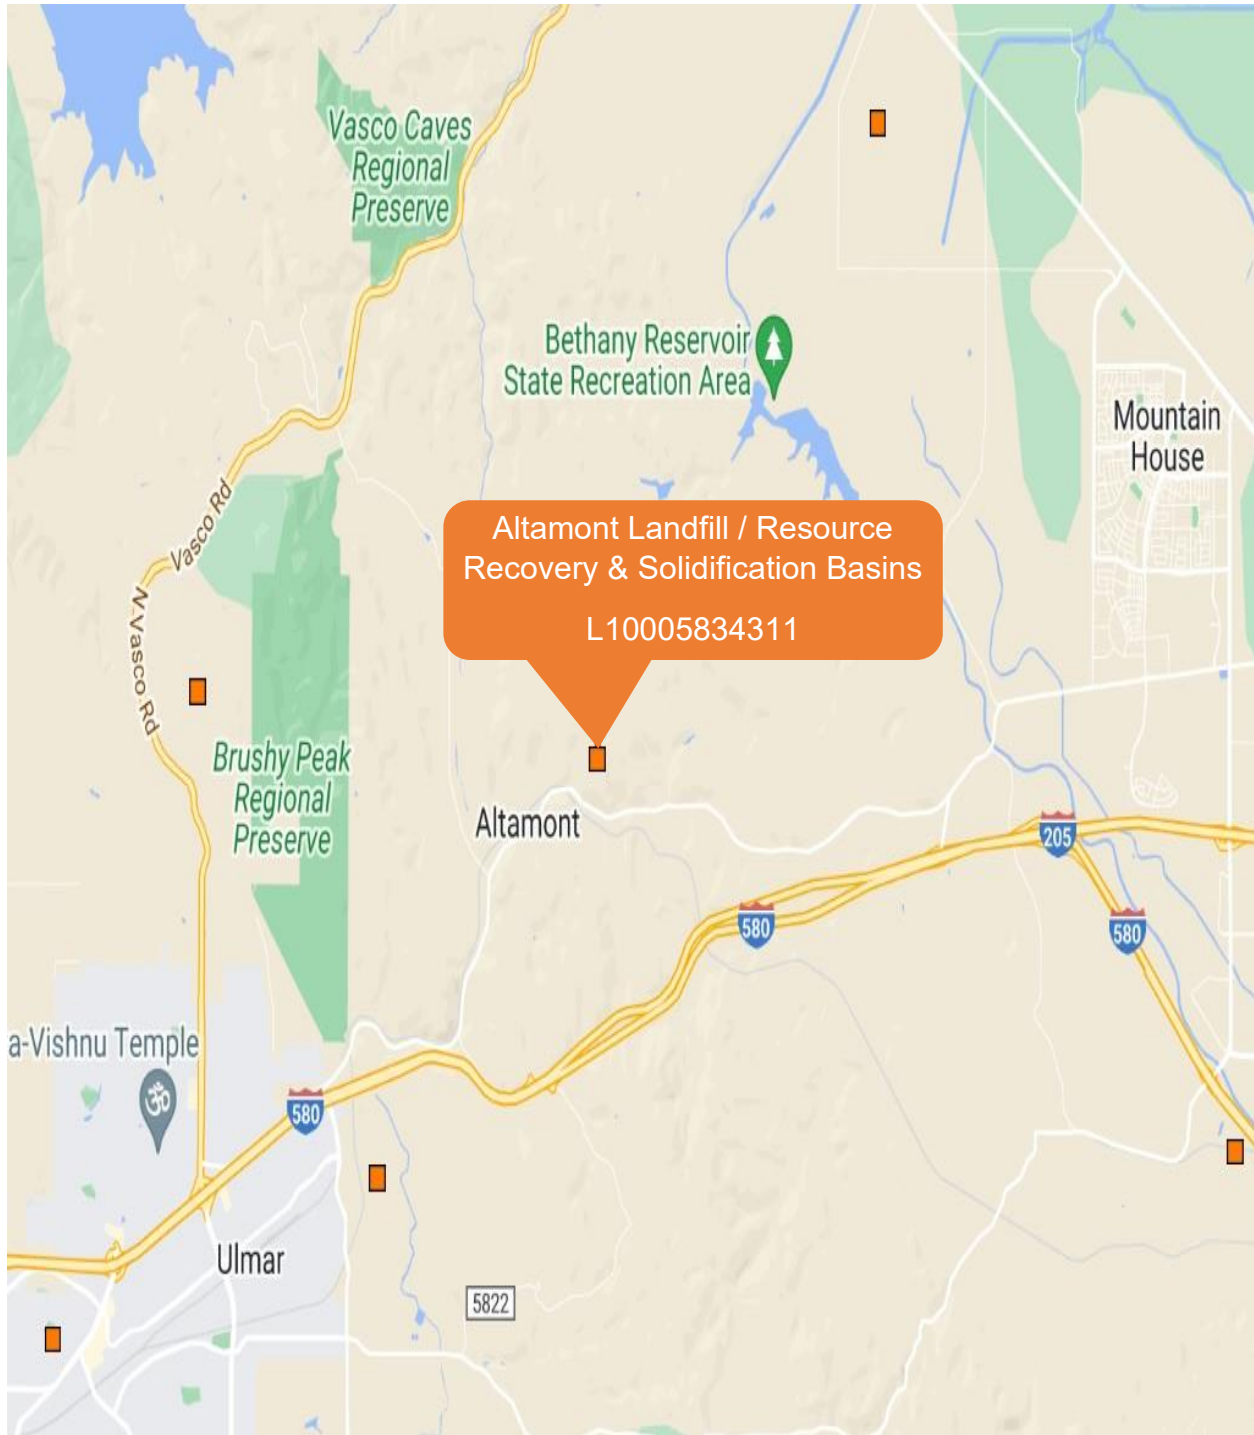 Vasco Caves
Regional
Preserve
Bethany Reservoir
State Recreation Area
Mountain
House
Vasco Rd
Altamont Landfill / Resource
Recovery & Solidification Basins
L10005834311
N Vasco Rd
Brushy Peak
Regional
Preserve
Altamont
205
580
580
a-Vishnu Temple
ॐ
580
Ulmar
5822